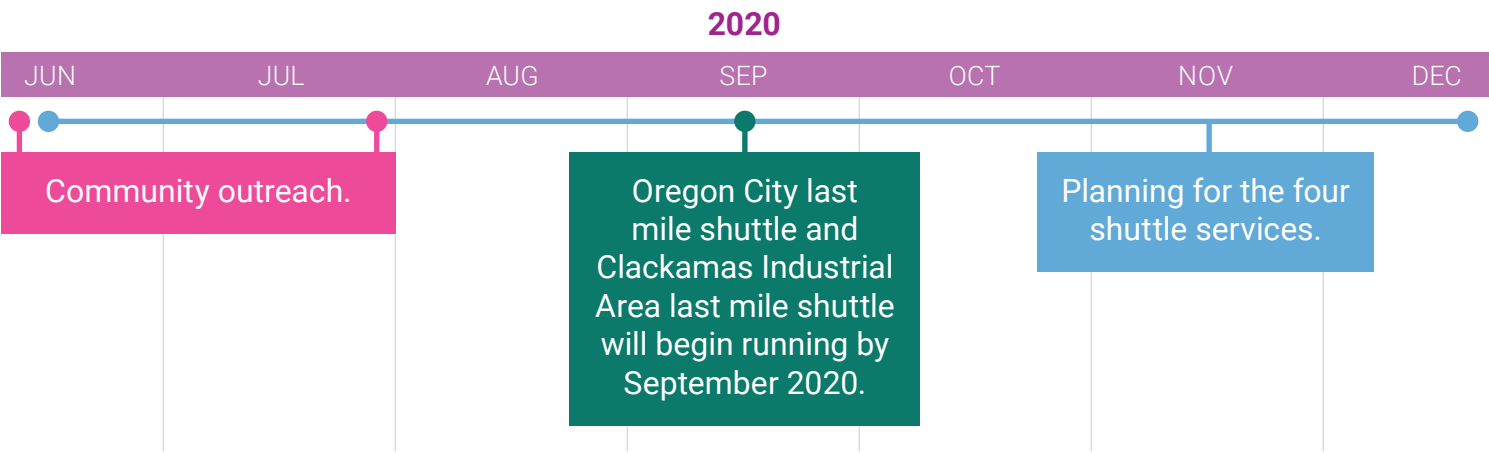 2020
JUN JUL AUG SEP OCT NOV DEC
Community outreach.
Oregon City last
mile shuttle and
Clackamas Industrial
Area last mile shuttle
will begin running by
September 2020.
Planning for the four
shuttle services.